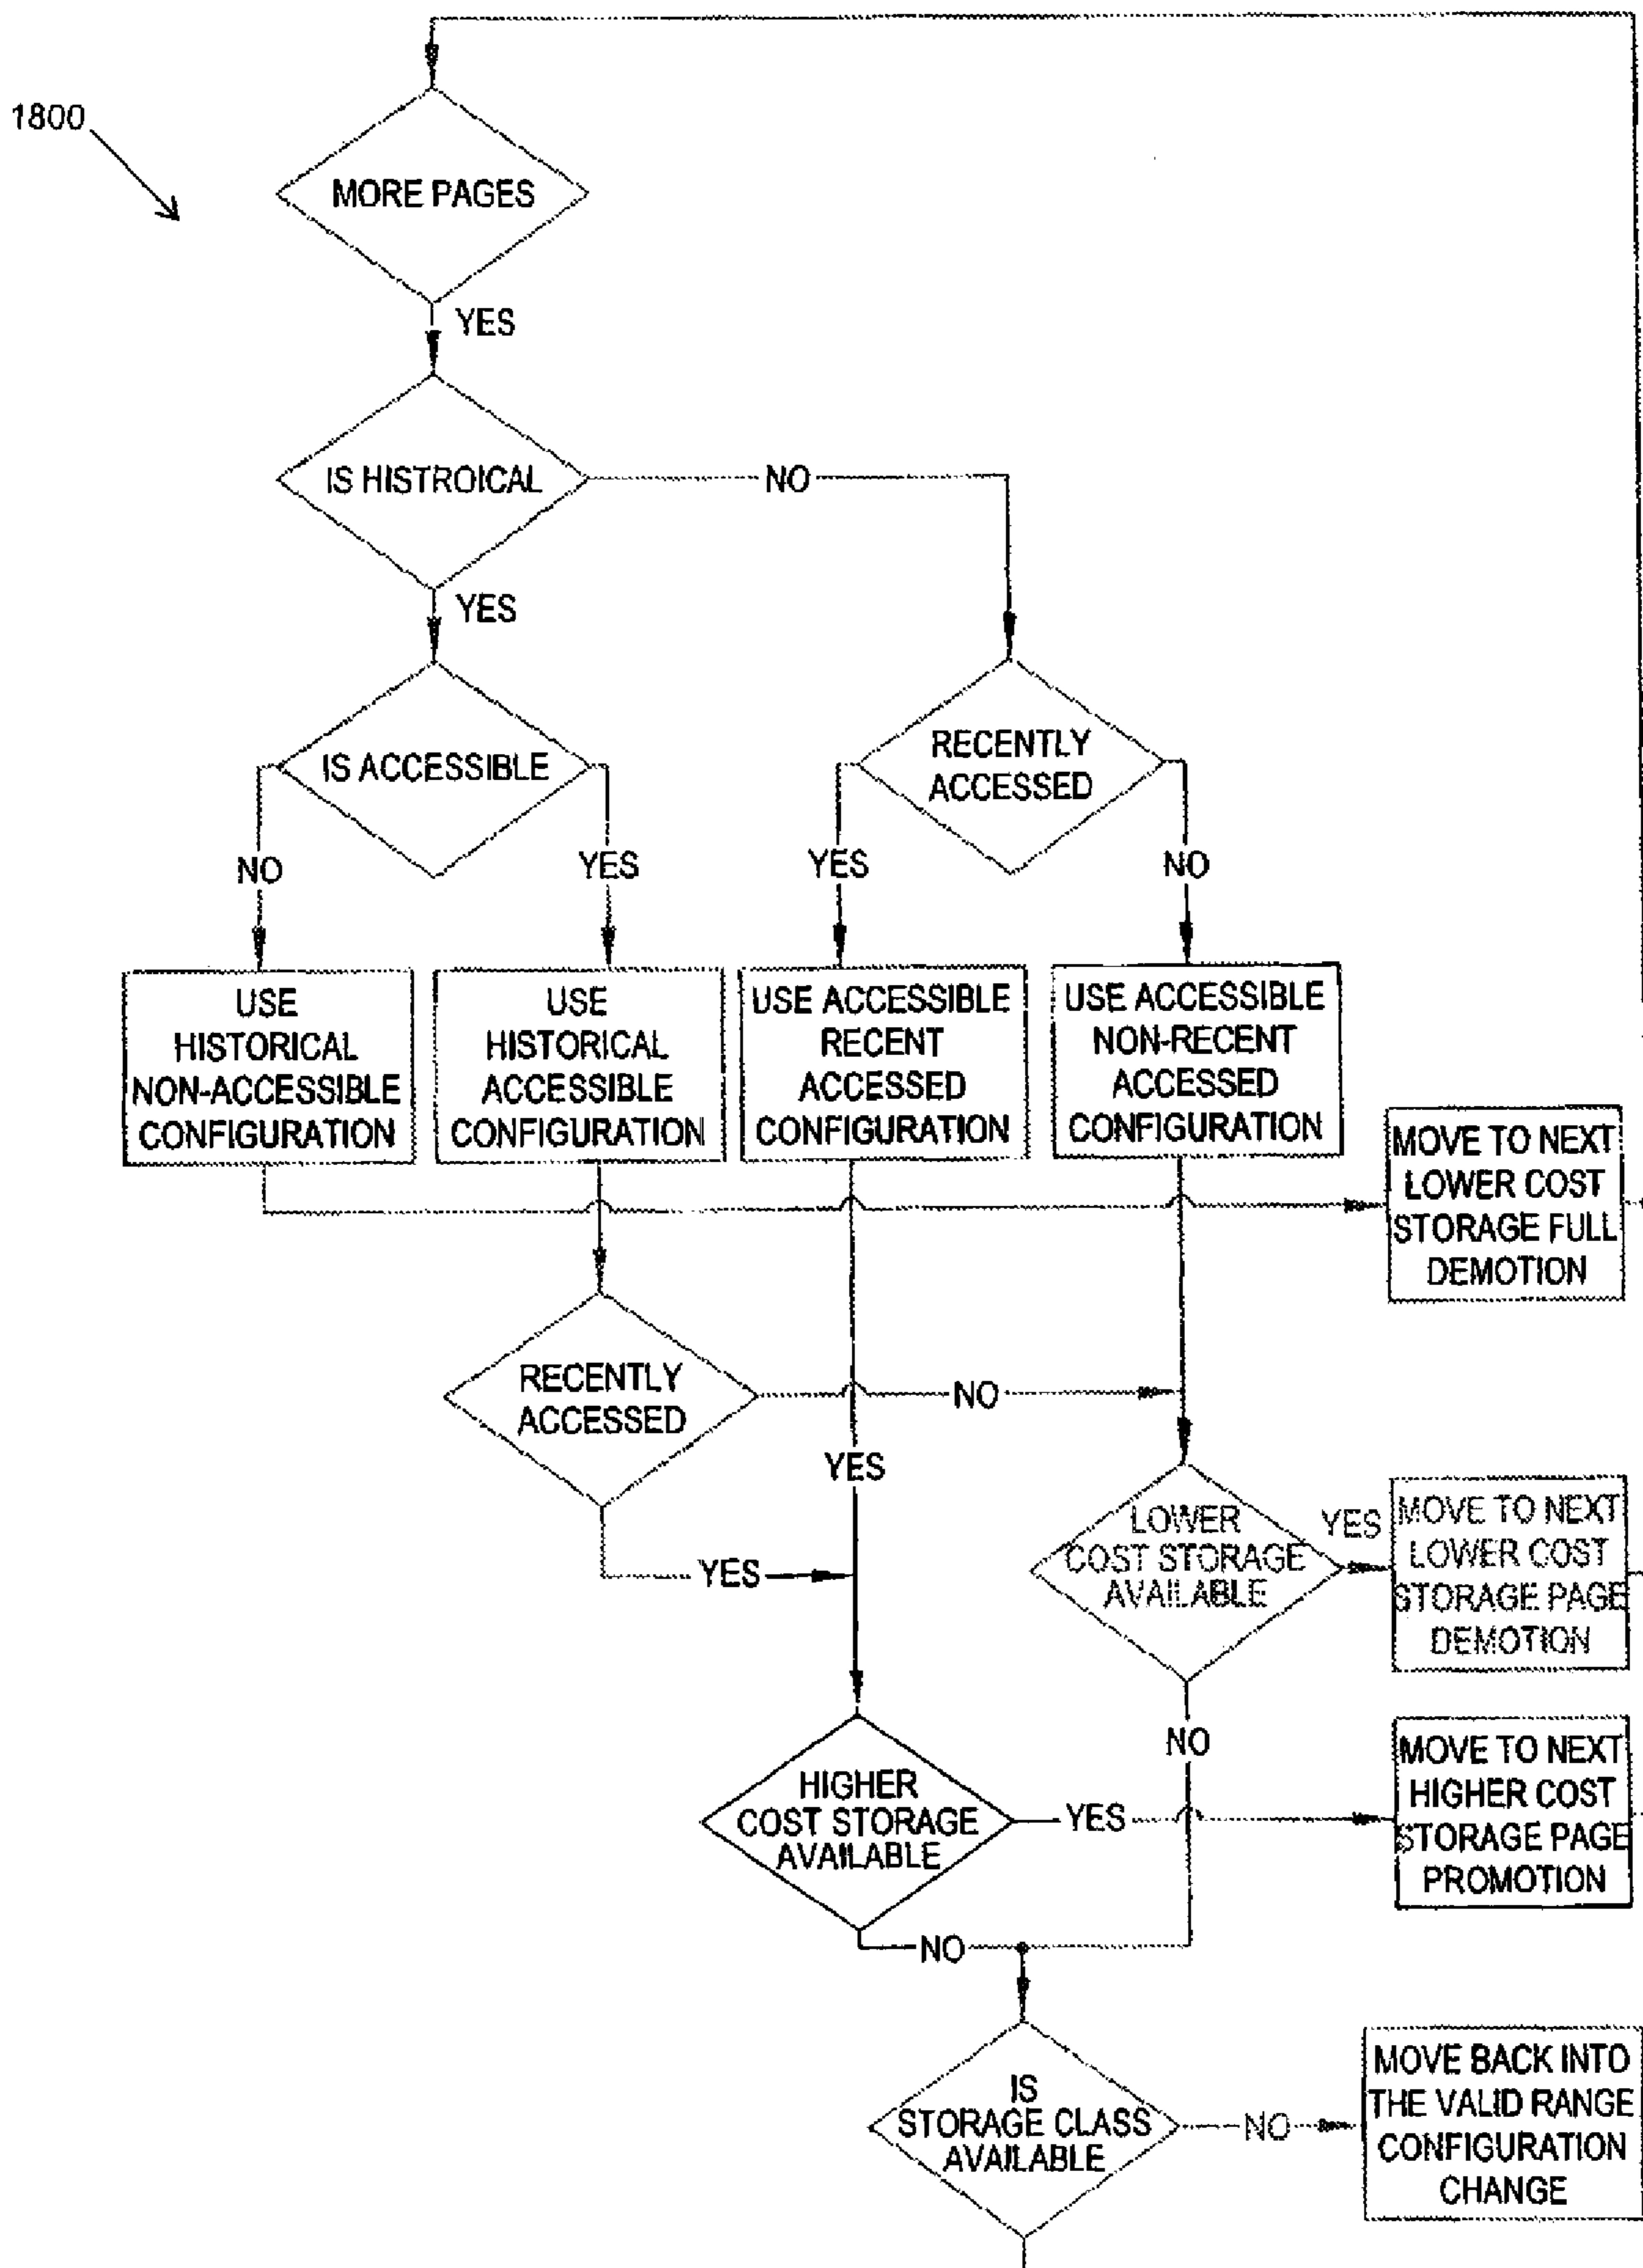 1800
MORE PAGES
YES
IS HISTROICAL
NO
YES
IS ACCESSIBLE
RECENTLY
ACCESSED
NO
YES
YES
NO
USE
HISTORICAL
NON-ACCESSIBLE
CONFIGURATION
USE
HISTORICAL
ACCESSIBLE
CONFIGURATION
USE ACCESSIBLE
RECENT
ACCESSED
CONFIGURATION
USE ACCESSIBLE
NON-RECENT
ACCESSED
CONFIGURATION
MOVE TO NEXT
LOWER COST
STORAGE FULL
DEMOTION
RECENTLY
ACCESSED
NO
YES
YES
LOWER
COST STORAGE
AVAILABLE
YES
MOVE TO NEXT
LOWER COST
STORAGE PAGE
DEMOTION
NO
HIGHER
COST STORAGE
AVAILABLE
YES
MOVE TO NEXT
HIGHER COST
STORAGE PAGE
PROMOTION
NO
IS
STORAGE CLASS
AVAILABLE
NO
MOVE BACK INTO
THE VALID RANGE
CONFIGURATION
CHANGE